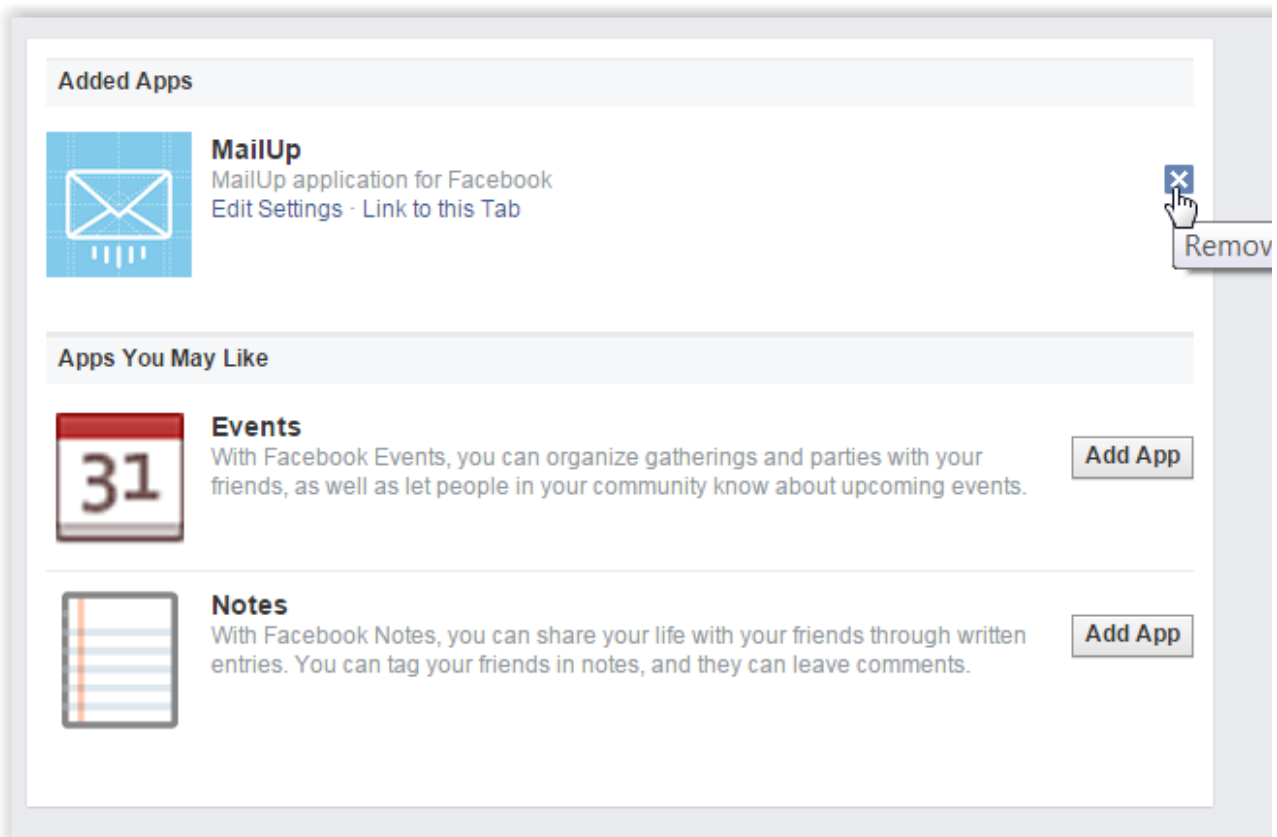 Added Apps
MailUp
MailUp application for Facebook
Edit Settings · Link to this Tab
Remov
Apps You May Like
31
Events
With Facebook Events, you can organize gatherings and parties with your
friends, as well as let people in your community know about upcoming events.
Add App
Notes
With Facebook Notes, you can share your life with your friends through written
entries. You can tag your friends in notes, and they can leave comments.
Add App